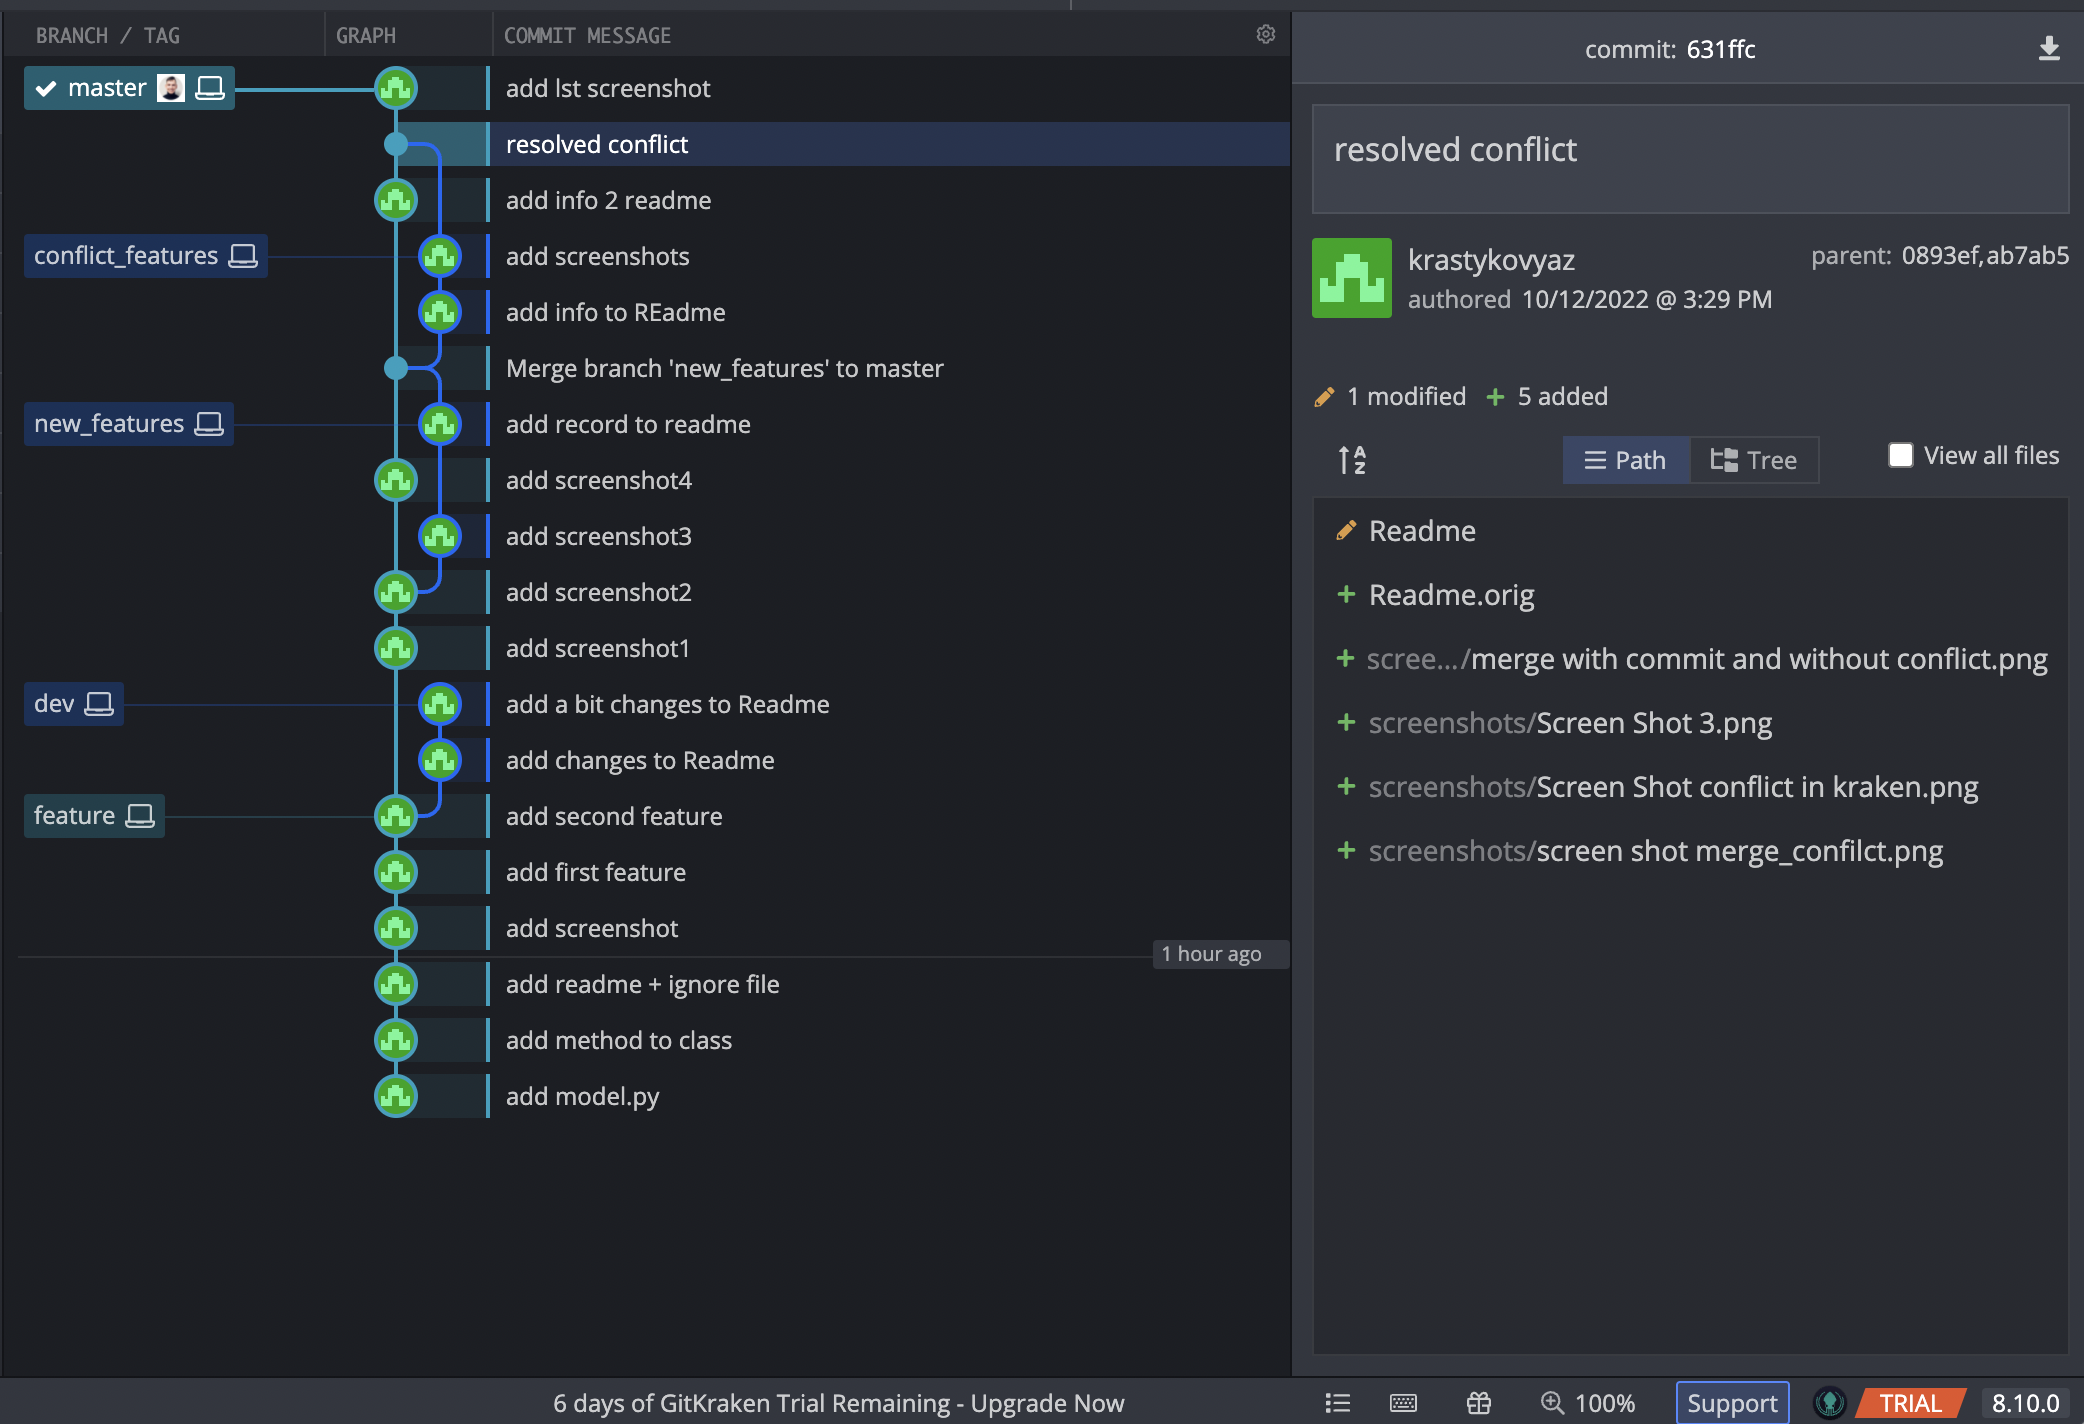 BRANCH / TAG
GRAPH
COMMIT MESSAGE
master
add lst screenshot
resolved conflict
add info 2 readme
conflict_features
add screenshots
add info to REadme
Merge branch 'new_features' to master
new_features
add record to readme
add screenshot4
add screenshot3
add screenshot2
add screenshot1
dev
add a bit changes to Readme
add changes to Readme
feature
add second feature
add first feature
add screenshot
1 hour ago
add readme + ignore file
add method to class
add model.py
commit: 631ffc
resolved conflict
krastykovyaz
parent: 0893ef,ab7ab5
authored 10/12/2022 @ 3:29 PM
1 modified + 5 added
A
Z
Path
Tree
View all files
Readme
+ Readme.orig
+ scree.../merge with commit and without conflict.png
+ screenshots/Screen Shot 3.png
+ screenshots/Screen Shot conflict in kraken.png
+ screenshots/screen shot merge_confilct.png
6 days of GitKraken Trial Remaining - Upgrade Now
100%
Support
TRIAL
8.10.0